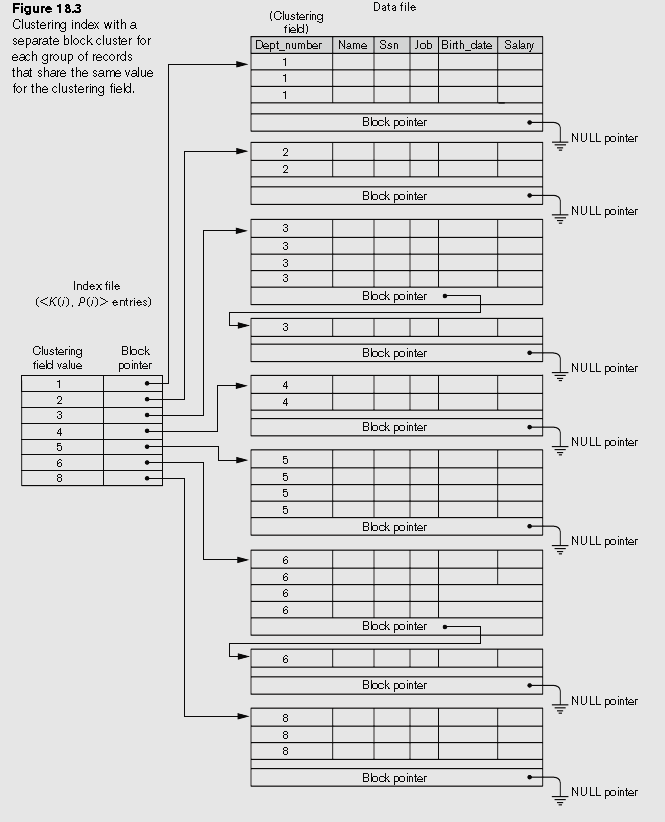 Figure 18.3
Clustering index with a
separate block cluster for
each group of records
that share the same value
for the clustering field.
Data file
(Clustering
field)
Dept_number Name Ssn Job Birth_date Salary
1
1
1
Block pointer
NULL pointer
2
2
Block pointer
NULL pointer
3
3
3
3
Block pointer
3
Block pointer
NULL pointer
4
4
Block pointer
NULL pointer
5
5
5
5
Block pointer
NULL pointer
6
6
6
6
Block pointer
6
Block pointer
NULL pointer
8
8
8
Block pointer
NULL pointer
Index file
(<K(i), P(i)> entries)
Clustering
field value
Block
pointer
1
2
3
4
5
6
8